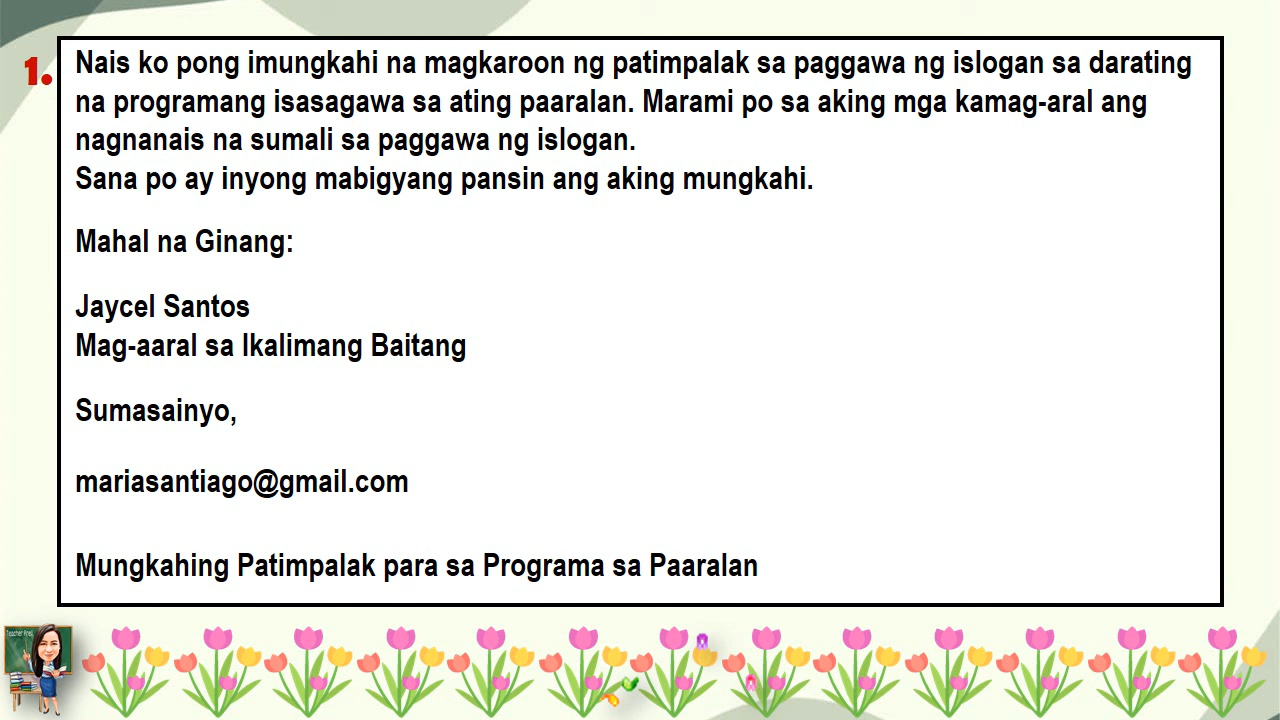 1.
Nais ko pong imungkahi na magkaroon ng patimpalak sa paggawa ng islogan sa darating
na programang isasagawa sa ating paaralan. Marami po sa aking mga kamag-aral ang
nagnanais na sumali sa paggawa ng islogan.
Sana po ay inyong mabigyang pansin ang aking mungkahi.
Mahal na Ginang:
Jaycel Santos
Mag-aaral sa Ikalimang Baitang
Sumasainyo,
mariasantiago@gmail.com
Mungkahing Patimpalak para sa Programa sa Paaralan